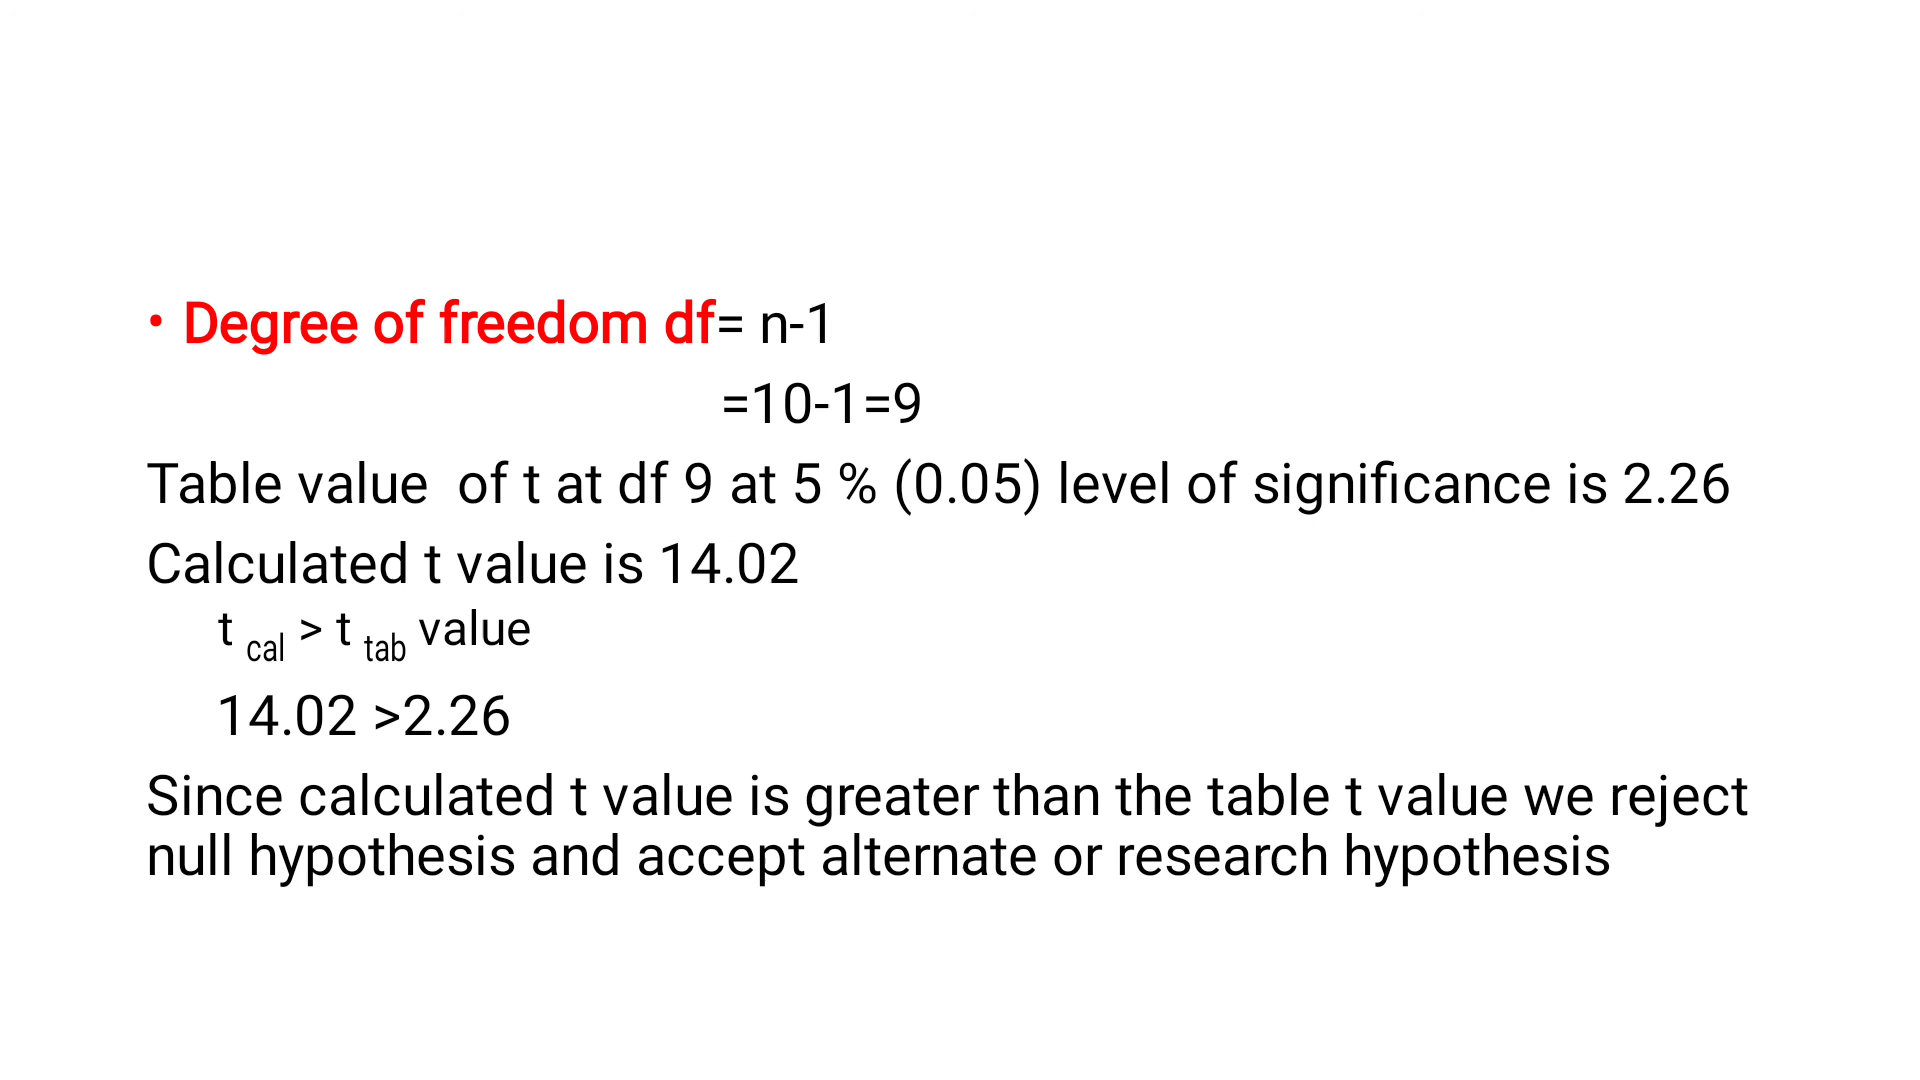 • Degree of freedom df= n-1
=10-1=9
Table value  of t at df 9 at 5 % (0.05) level of significance is 2.26
Calculated t value is 14.02
t cal > t tab value
14.02 >2.26
Since calculated t value is greater than the table t value we reject
null hypothesis and accept alternate or research hypothesis